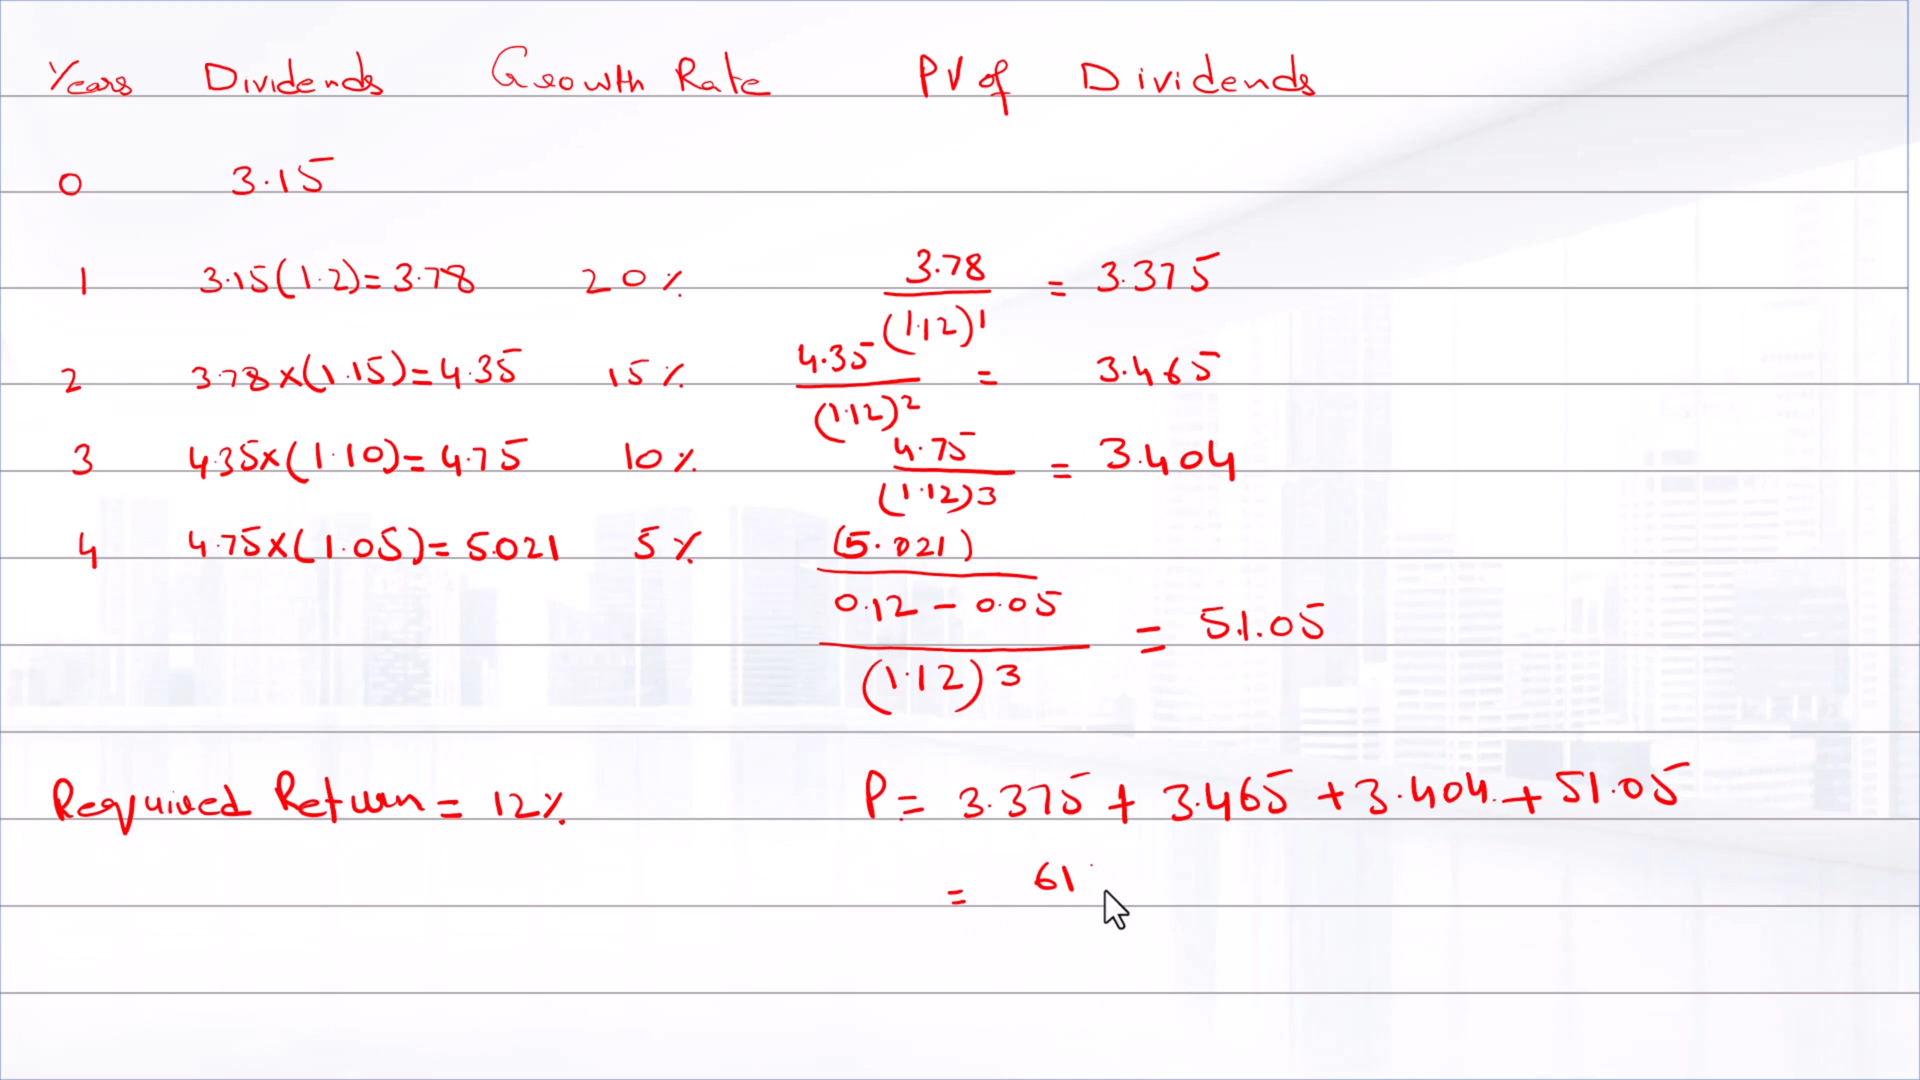 Years Dividends Growth Rate PV of Dividends
0 3.15
1 3.15(1.2)=3.78 20% 3.78/(1.12)1 = 3.375
2 3.78×(1.15)=4.35 15% 4.35/(1.12)2 = 3.465
3 4.35×(1.10)=4.75 10% 4.75/(1.12)3 = 3.404
4 4.75×(1.05)=5.021 5% (5.021)
0.12 - 0.05 = 51.05
(1.12)3
Required Return = 12% P = 3.375 + 3.465 + 3.404 + 51.05
= 61